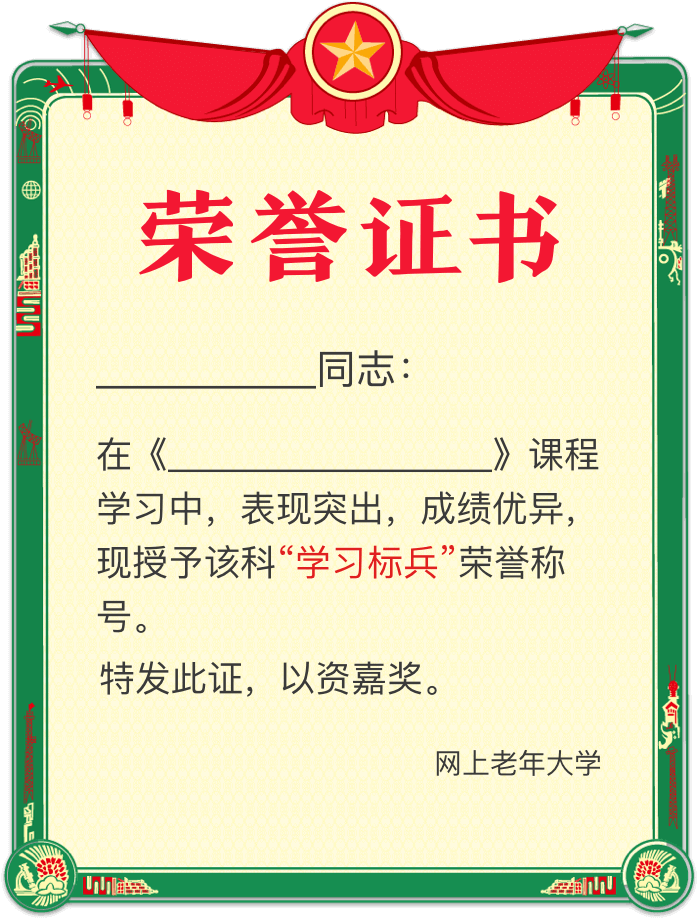 荣誉证书
___________同志：
在《________________》课程
学习中，表现突出，成绩优异，
现授予该科“学习标兵”荣誉称
号。
特发此证，以资嘉奖。
网上老年大学